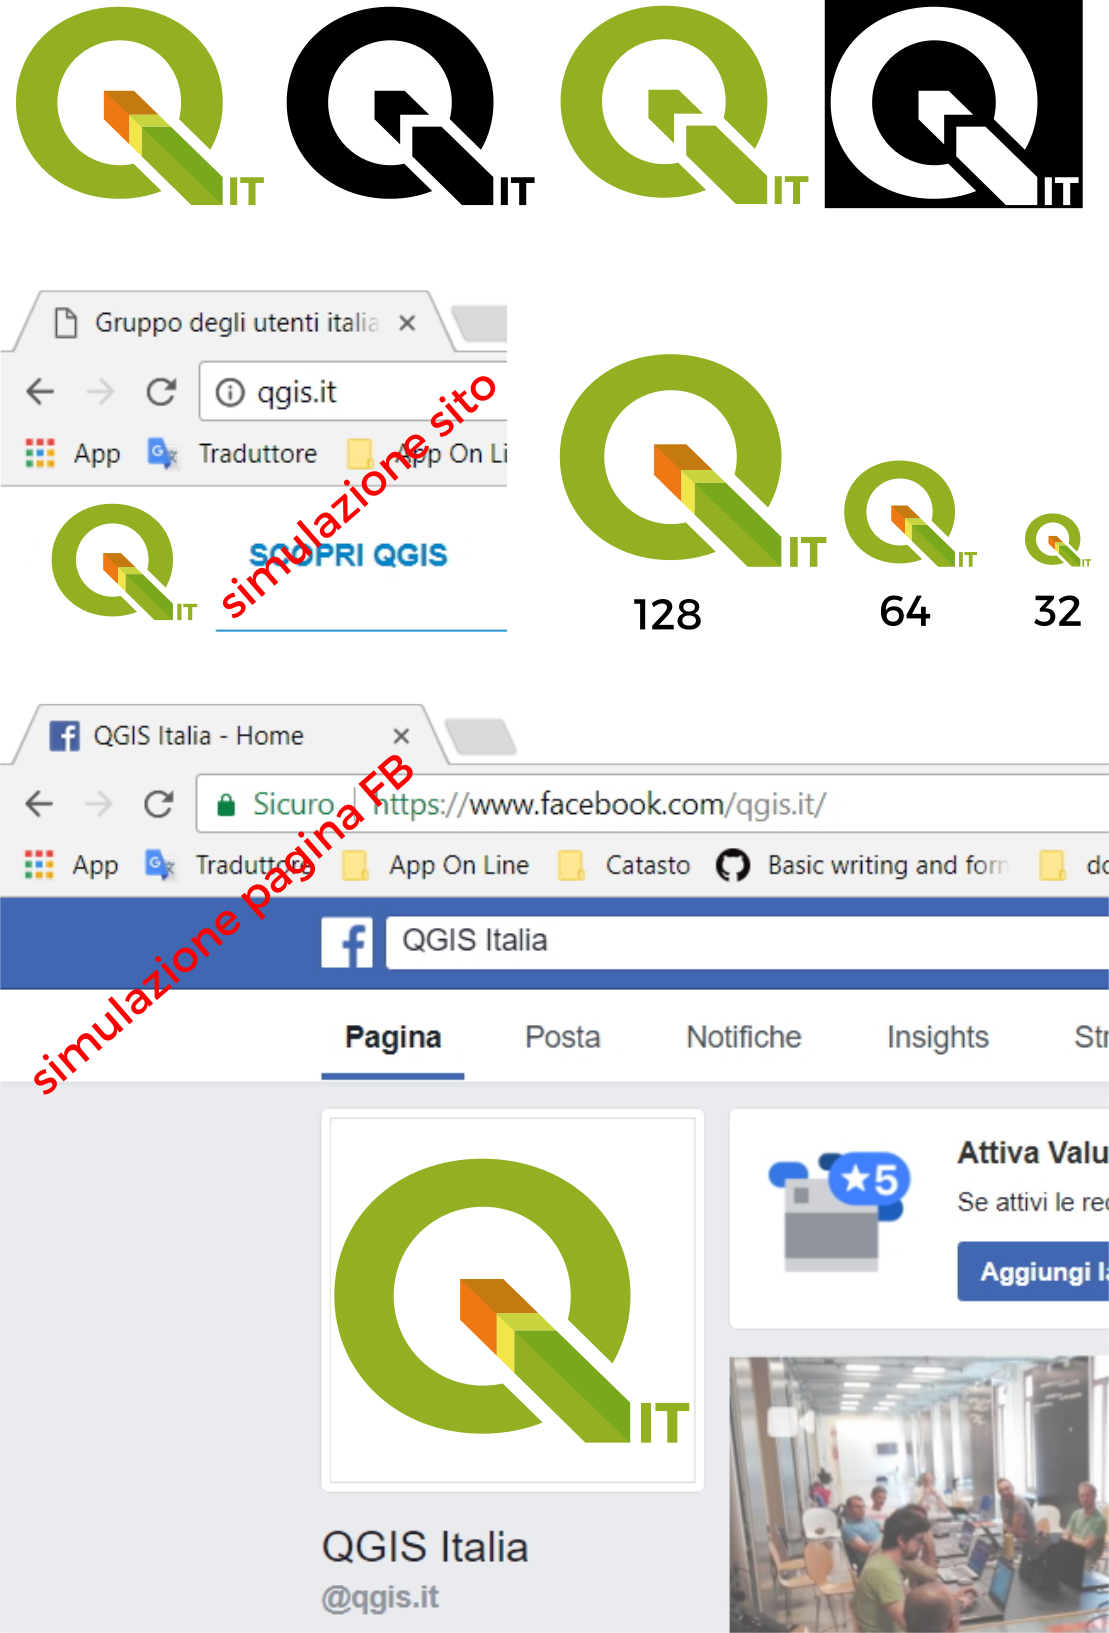 IT
IT
IT
IT
Gruppo degli utenti italia
qgis.it
App Traduttore App On Li
simulazione sito
SCOPRI QGIS
IT
IT
IT
IT
128
64
32
QGIS Italia - Home
Sicuro https://www.facebook.com/qgis.it/
App Traduttore App On Line Catasto Basic writing and form
simulazione pagina FB
QGIS Italia
Pagina Posta Notifiche Insights Str
5
Attiva Valu
Se attivi le rec
Aggiungi la
IT
QGIS Italia
@qgis.it